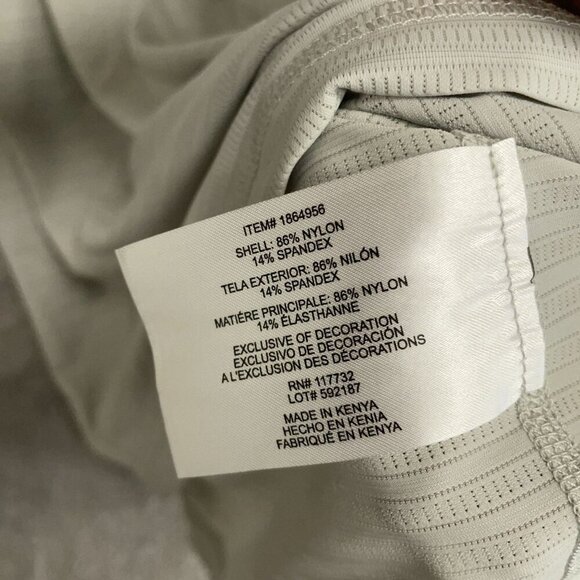 ITEM# 1864956
SHELL: 86% NYLON
14% SPANDEX
TELA EXTERIOR: 86% NILÓN
14% SPANDEX
MATIÈRE PRINCIPALE: 86% NYLON
14% ÉLASTHANNE
EXCLUSIVE OF DECORATION
EXCLUSIVO DE DECORACIÓN
A L'EXCLUSION DES DÉCORATIONS
RN# 117732
LOT# 592187
MADE IN KENYA
HECHO EN KENIA
FABRIQUÉ EN KENYA